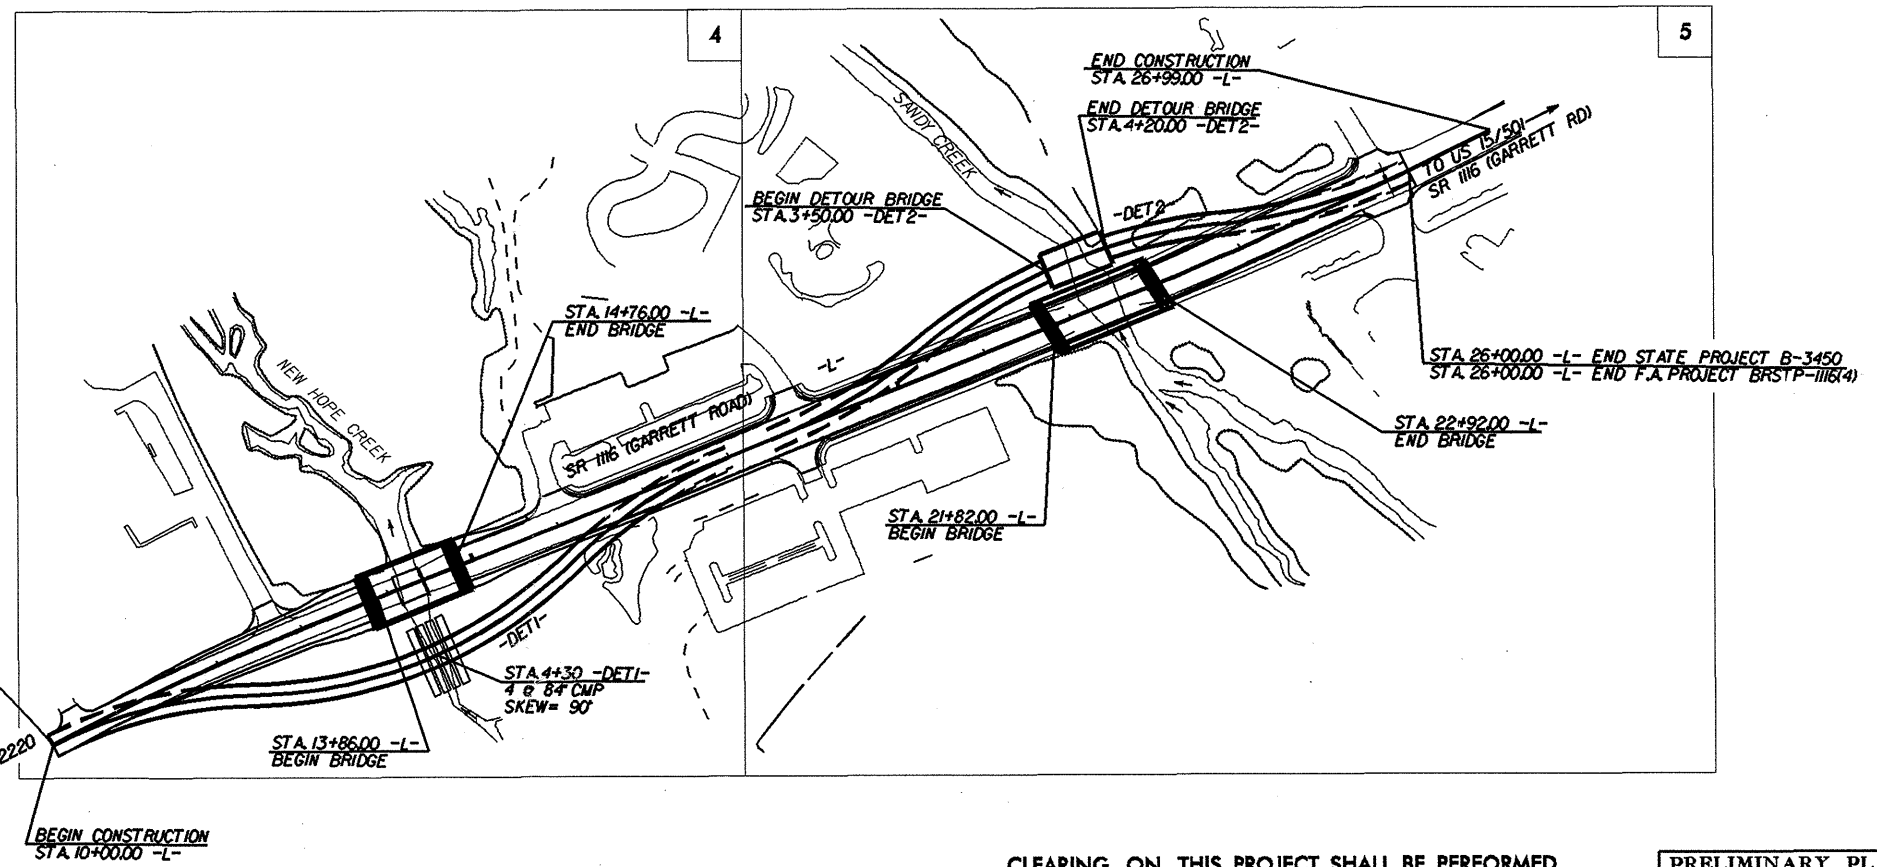 4
5
END CONSTRUCTION
STA. 26+99.00 -L-
END DETOUR BRIDGE
STA. 4+20.00 -DET2-
SANDY CREEK
TO US 15/501
SR 1116 (GARRETT RD)
BEGIN DETOUR BRIDGE
STA. 3+50.00 -DET2-
-DET2-
STA. 14+76.00 -L-
END BRIDGE
-L-
NEW HOPE CREEK
SR 1116 (GARRETT ROAD)
STA. 26+00.00 -L- END STATE PROJECT B-3450
STA. 26+00.00 -L- END F.A. PROJECT BRSTP-1116(4)
STA. 22+92.00 -L-
END BRIDGE
STA. 21+82.00 -L-
BEGIN BRIDGE
-DET1-
STA. 4+30 -DET1-
4 @ 84" CMP
SKEW= 90°
STA. 13+86.00 -L-
BEGIN BRIDGE
2220
BEGIN CONSTRUCTION
STA. 10+00.00 -L-
CLEARING ON THIS PROJECT SHALL BE PERFORMED
PRELIMINARY PL